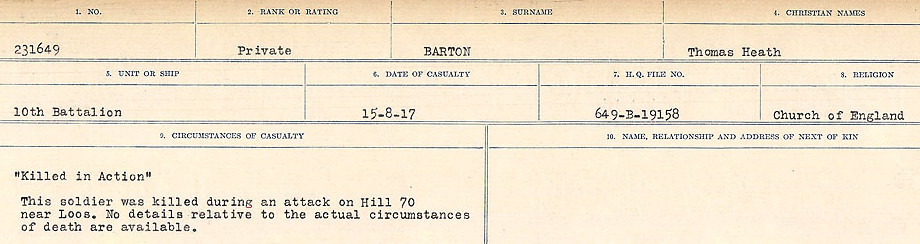 1. NO.
2. RANK OR RATING
3. SURNAME
4. CHRISTIAN NAMES
231649
Private
BARTON
Thomas Heath
5. UNIT OR SHIP
6. DATE OF CASUALTY
7. H.Q. FILE NO.
8. RELIGION
10th Battalion
15-8-17
649-B-19158
Church of England
9. CIRCUMSTANCES OF CASUALTY
10. NAME, RELATIONSHIP AND ADDRESS OF NEXT OF KIN
"Killed in Action"
This soldier was killed during an attack on Hill 70
near Loos. No details relative to the actual circumstances
of death are available.